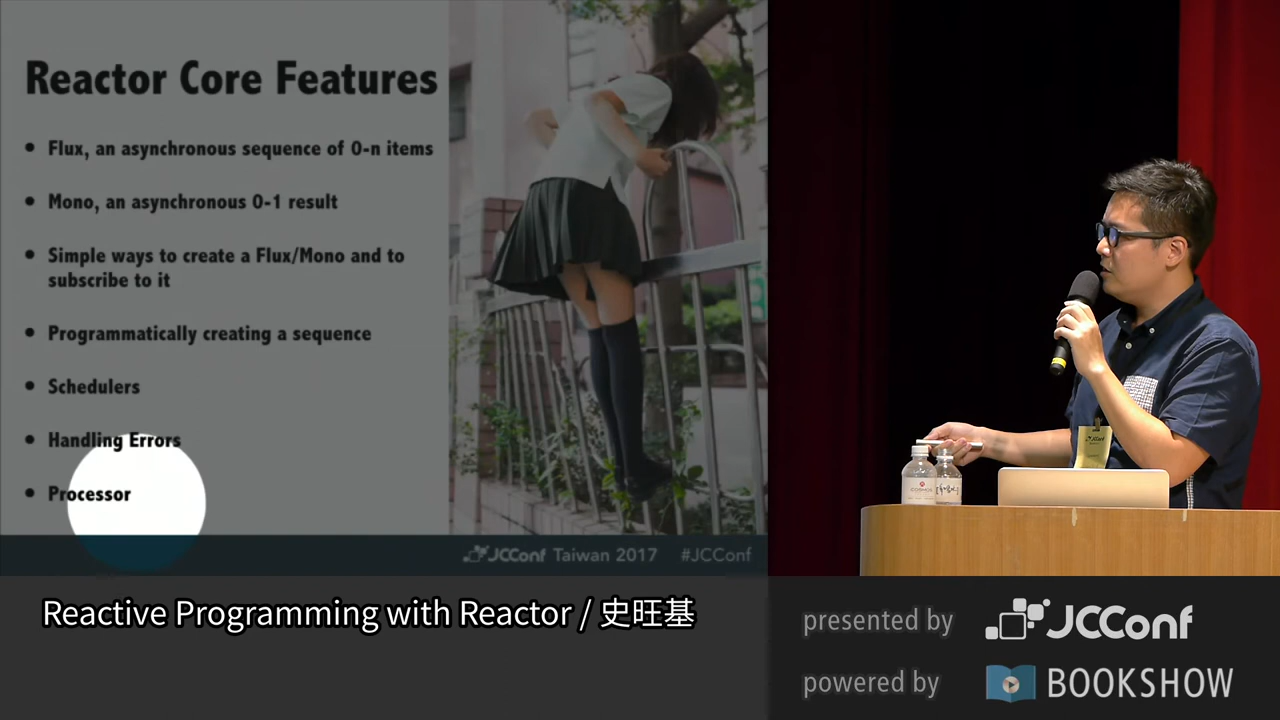 Reactor Core Features
• Flux, an asynchronous sequence of 0-n items
• Mono, an asynchronous 0-1 result
• Simple ways to create a Flux/Mono and to
subscribe to it
• Programmatically creating a sequence
• Schedulers
• Handling Errors
• Processor
JCConf Taiwan 2017 #JCConf
Reactive Programming with Reactor / 史旺基
presented by JCConf
powered by BOOKSHOW